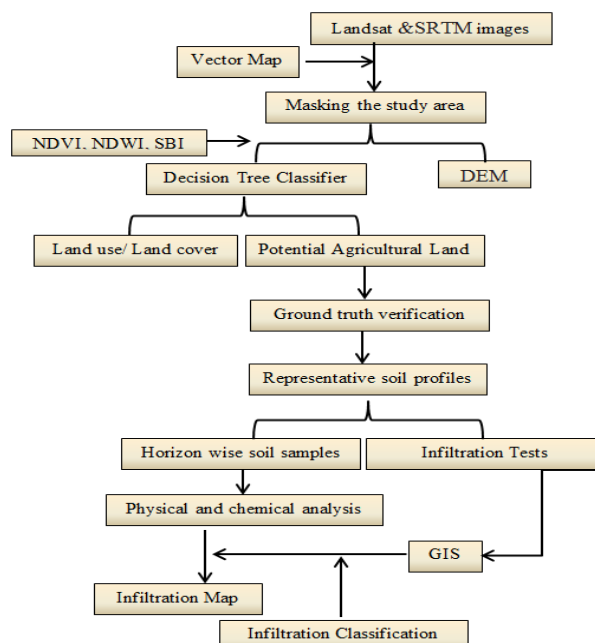 Landsat &SRTM images
Vector Map
Masking the study area
NDVI, NDWI, SBI
Decision Tree Classifier
DEM
Land use/ Land cover
Potential Agricultural Land
Ground truth verification
Representative soil profiles
Horizon wise soil samples
Infiltration Tests
Physical and chemical analysis
GIS
Infiltration Map
Infiltration Classification